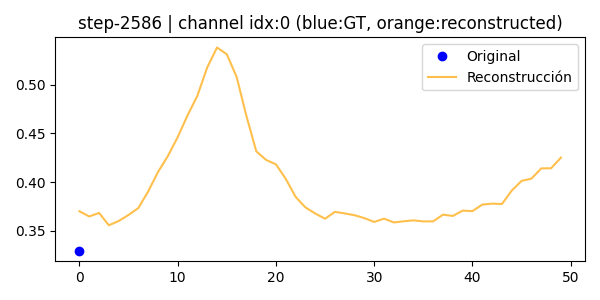 step-2586 | channel idx:0 (blue:GT, orange:reconstructed)
Original
Reconstrucción
0.50
0.45
0.40
0.35
0 10 20 30 40 50